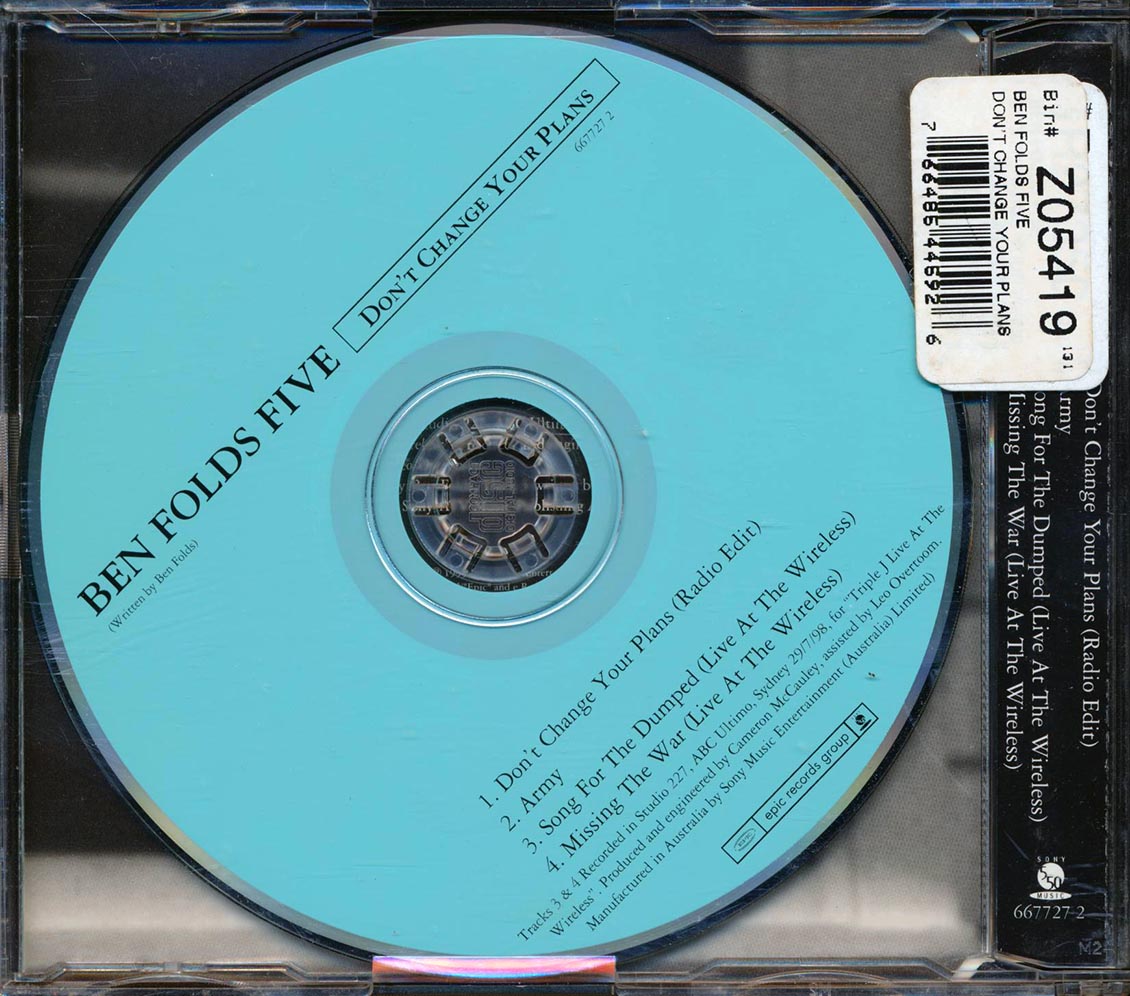 BEN FOLDS FIVE
DON'T CHANGE YOUR PLANS
667727 2
(Written by Ben Folds)
1. Don't Change Your Plans (Radio Edit)
2. Army
3. Song For The Dumped (Live At The Wireless)
4. Missing The War (Live At The Wireless)
Tracks 3 & 4 Recorded in Studio 227, ABC Ultimo, Sydney 29/7/98, for "Triple J Live At The
Wireless". Produced and engineered by Cameron McCauley, assisted by Leo Overtoom.
Manufactured in Australia by Sony Music Entertainment (Australia) Limited)
epic records group
Bin# Z05419 131
BEN FOLDS FIVE
DON'T CHANGE YOUR PLANS
7 66485 44592 6
Don't Change Your Plans (Radio Edit)
Army
Song For The Dumped (Live At The Wireless)
Missing The War (Live At The Wireless)
SONY
550
MUSIC
667727 2
M2